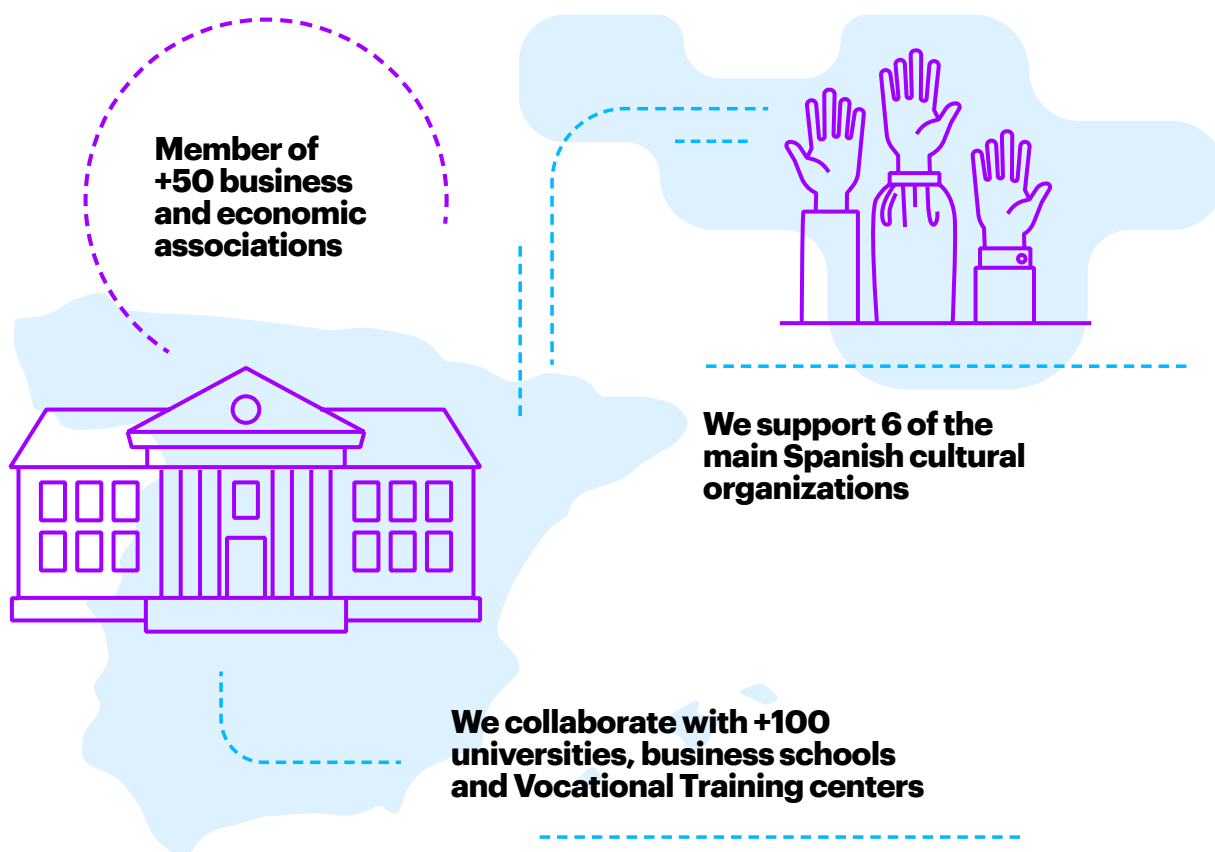 Member of
+50 business
and economic
associations
We support 6 of the
main Spanish cultural
organizations
We collaborate with +100
universities, business schools
and Vocational Training centers